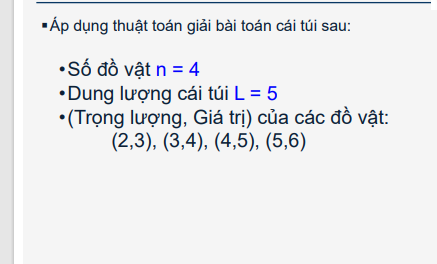 ▪Áp dụng thuật toán giải bài toán cái túi sau:
•Số đồ vật n = 4
•Dung lượng cái túi L = 5
•(Trọng lượng, Giá trị) của các đồ vật:
(2,3), (3,4), (4,5), (5,6)